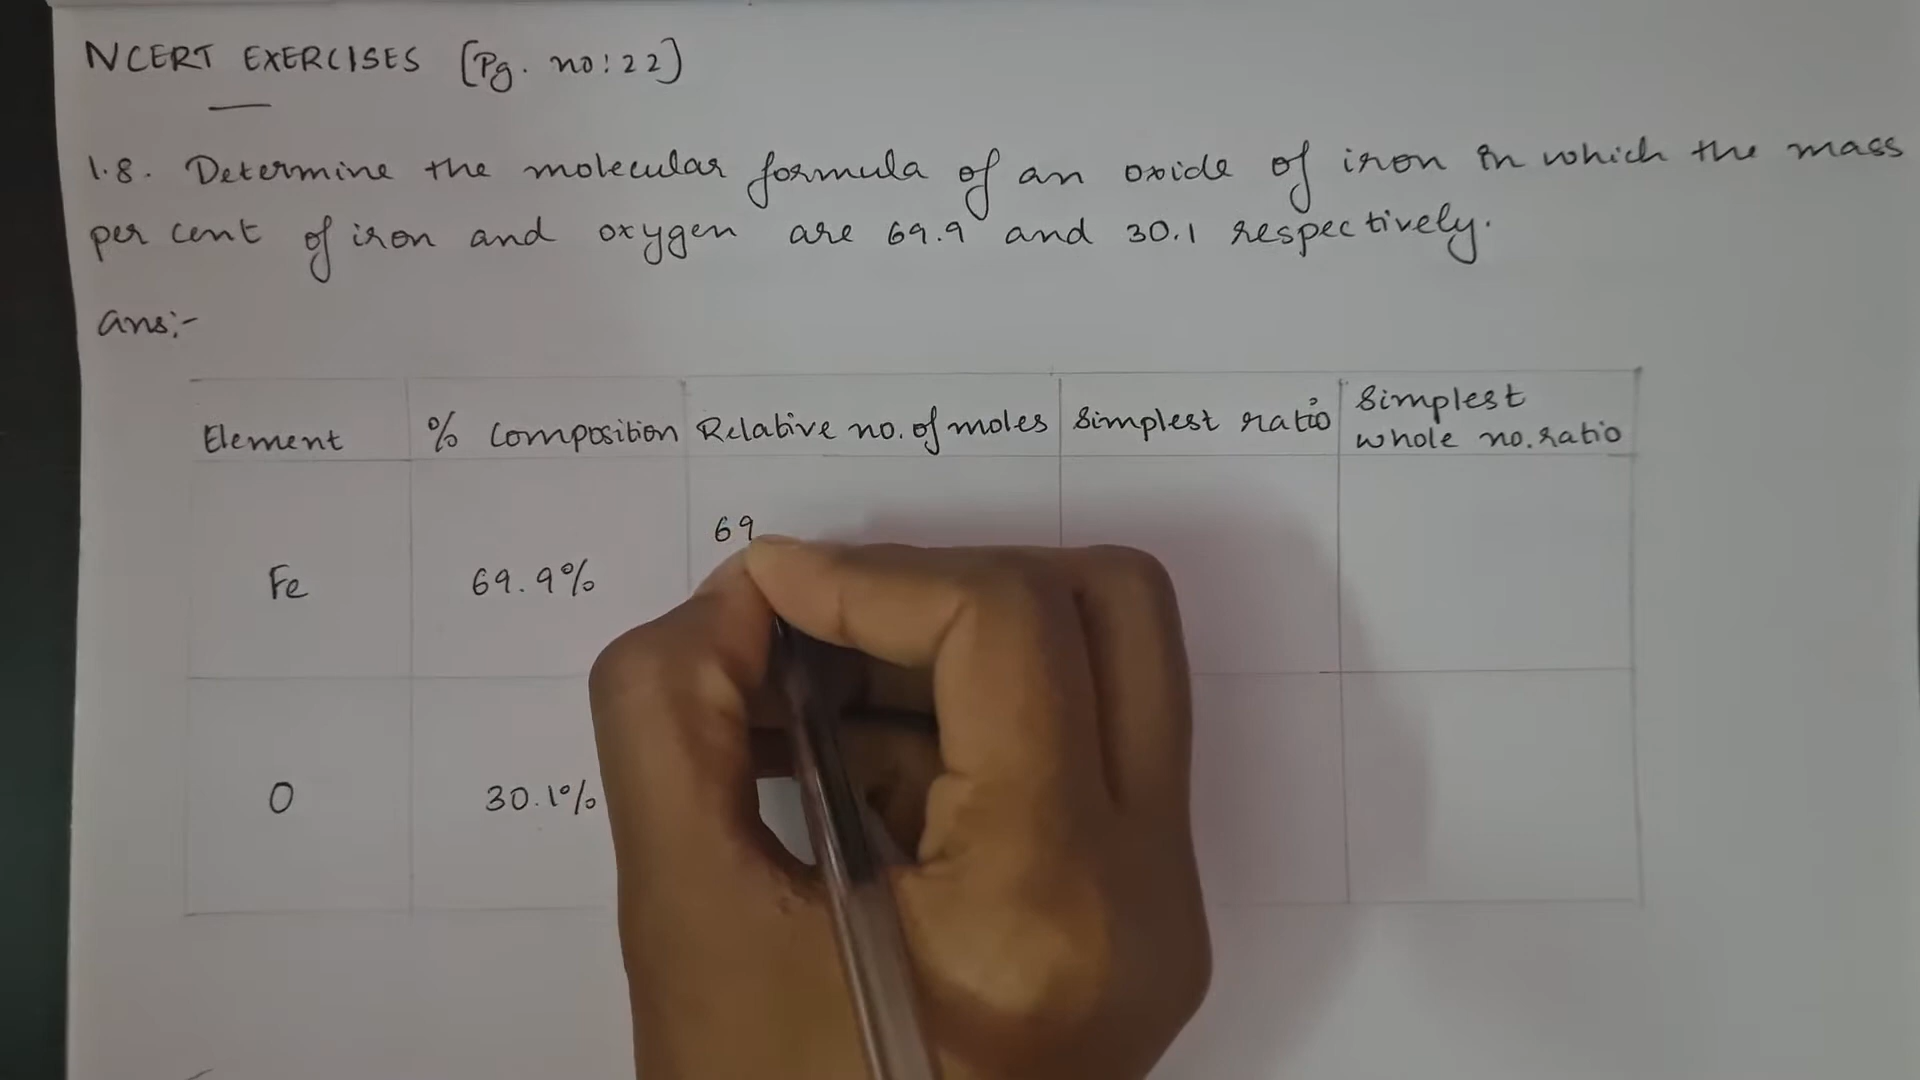 NCERT EXERCISES [Pg. no:22]
1.8. Determine the molecular formula of an oxide of iron in which the mass
per cent of iron and oxygen are 69.9 and 30.1 respectively.
Ans:-
Element % composition Relative no. of moles Simplest ratio Simplest whole no. ratio
Fe 69.9% 69
O 30.1%